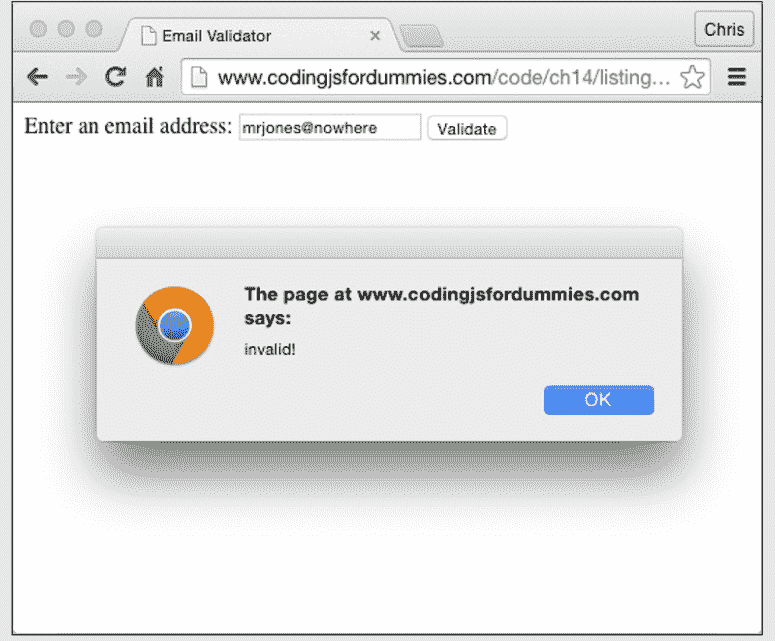 Email Validator
Chris
www.codingjsfordummies.com/code/ch14/listing...
Enter an email address: mrjones@nowhere Validate
The page at www.codingjsfordummies.com
says:
invalid!
OK